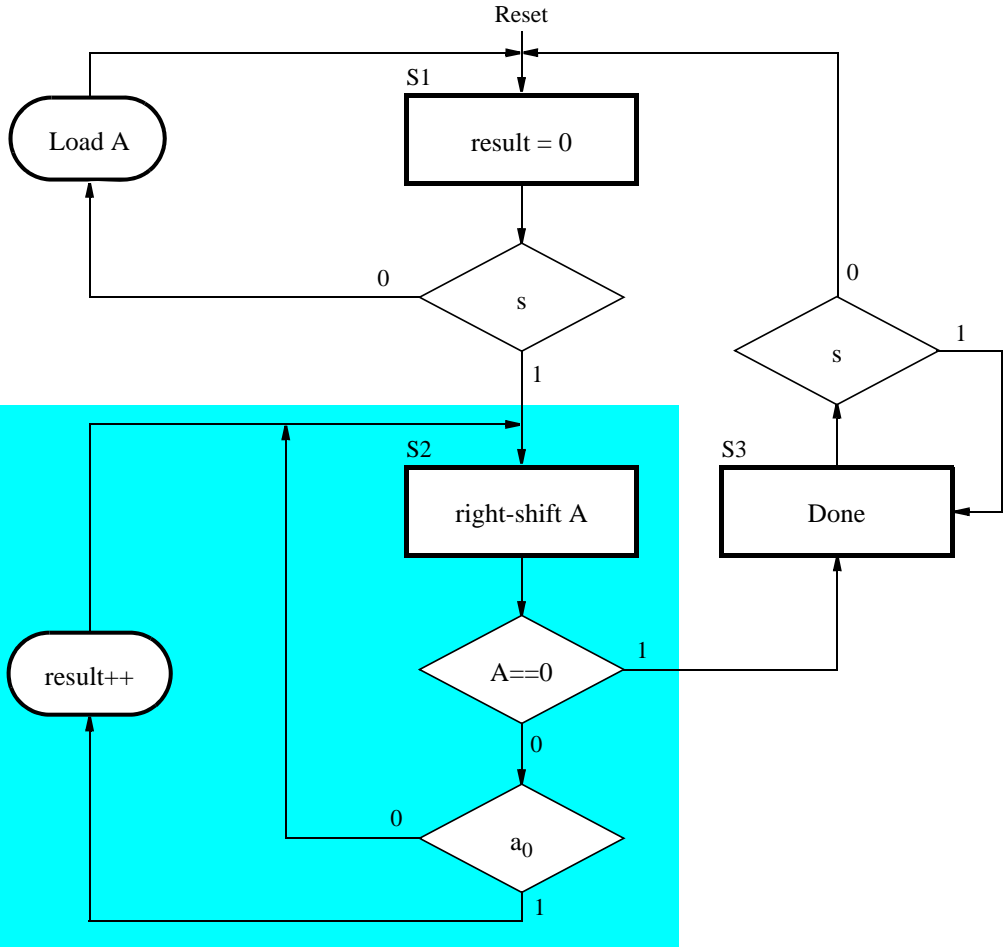 Reset
S1
result = 0
Load A
s
0
1
s
0
1
S2
right-shift A
S3
Done
A==0
1
0
result++
a0
0
1